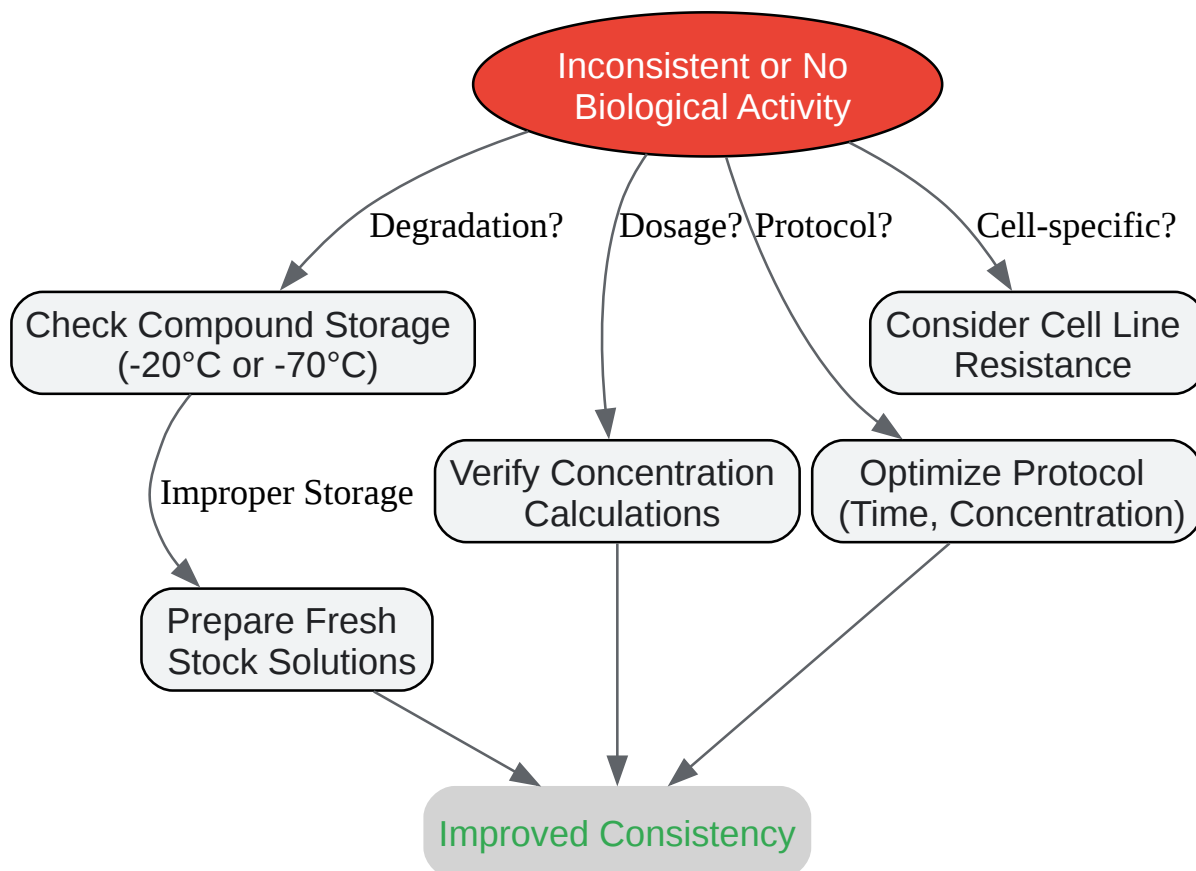 Inconsistent or No
Biological Activity
Degradation?
Dosage?
Protocol?
Cell-specific?
Check Compound Storage
(-20°C or -70°C)
Consider Cell Line
Resistance
Improper Storage
Verify Concentration
Calculations
Optimize Protocol
(Time, Concentration)
Prepare Fresh
Stock Solutions
Improved Consistency